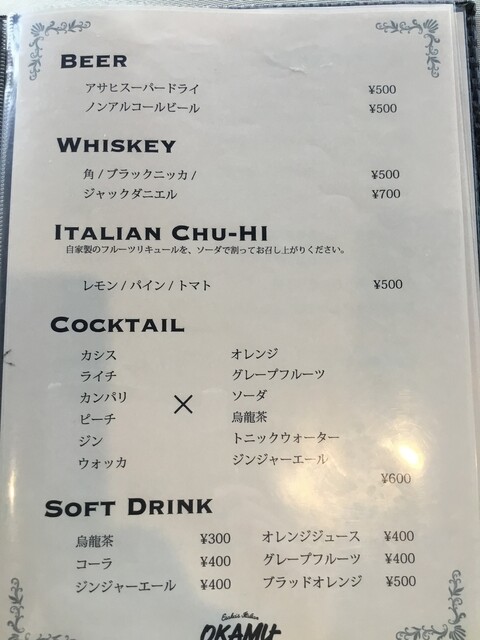 BEER
アサヒスーパードライ ¥500
ノンアルコールビール ¥500
WHISKEY
角 / ブラックニッカ / ¥500
ジャックダニエル ¥700
ITALIAN CHU-HI
自家製のフルーツリキュールを、ソーダで割ってお召し上がりください。
レモン / パイン / トマト ¥500
COCKTAIL
カシス オレンジ
ライチ グレープフルーツ
カンパリ × ソーダ
ピーチ 烏龍茶
ジン トニックウォーター
ウォッカ ジンジャーエール
¥600
SOFT DRINK
烏龍茶 ¥300 オレンジジュース ¥400
コーラ ¥400 グレープフルーツ ¥400
ジンジャーエール ¥400 ブラッドオレンジ ¥500